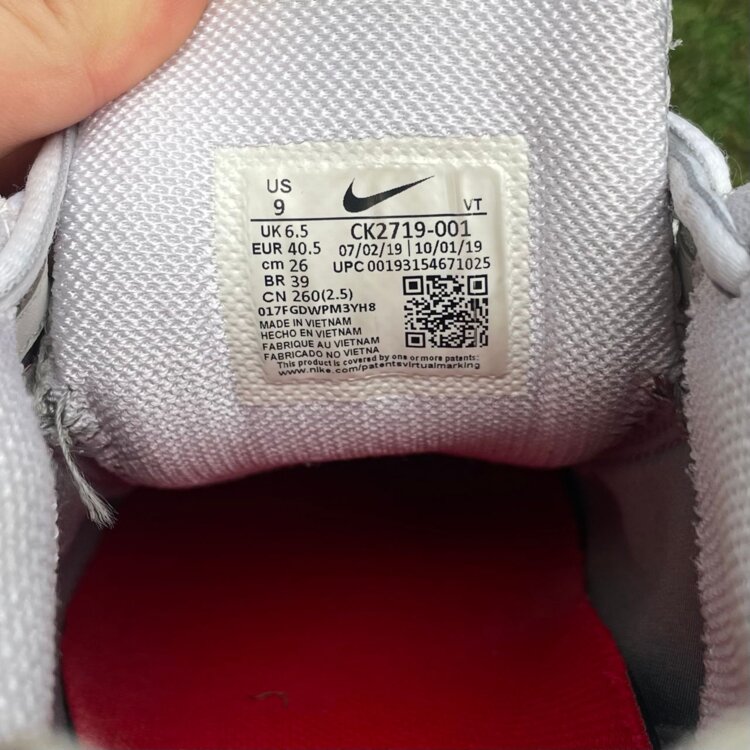 US
9
VT
UK 6.5
CK2719-001
EUR 40.5
07/02/19 | 10/01/19
cm 26
UPC 00193154671025
BR 39
CN 260(2.5)
017FGDWPM3YH8
MADE IN VIETNAM
HECHO EN VIETNAM
FABRIQUE AU VIETNAM
FABRICADO NO VIETNA
This product is covered by one or more patents:
www.nike.com/patentsvirtualmarking